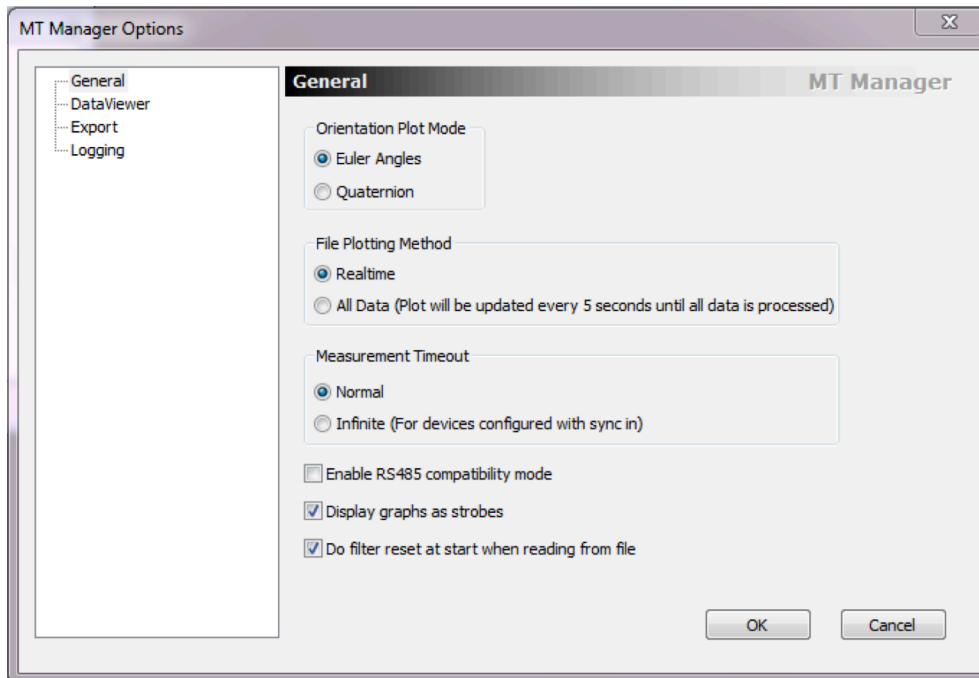 MT Manager Options
General
DataViewer
Export
Logging
General
MT Manager
Orientation Plot Mode
Euler Angles
Quaternion
File Plotting Method
Realtime
All Data (Plot will be updated every 5 seconds until all data is processed)
Measurement Timeout
Normal
Infinite (For devices configured with sync in)
Enable RS485 compatibility mode
Display graphs as strobes
Do filter reset at start when reading from file
OK
Cancel